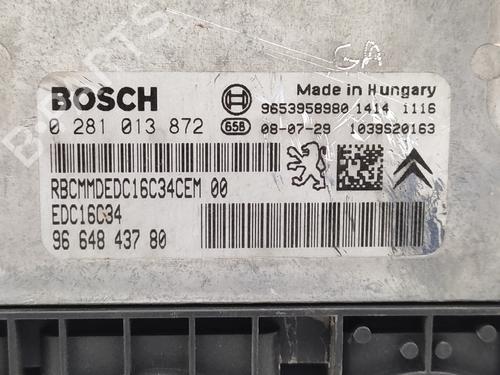 GA
BOSCH
Made in Hungary
9653958980 1414 1116
0 281 013 872
658 08-07-29 1039S20163
RBCMMDEDC16C34CEM 00
EDC16C34
96 648 437 80